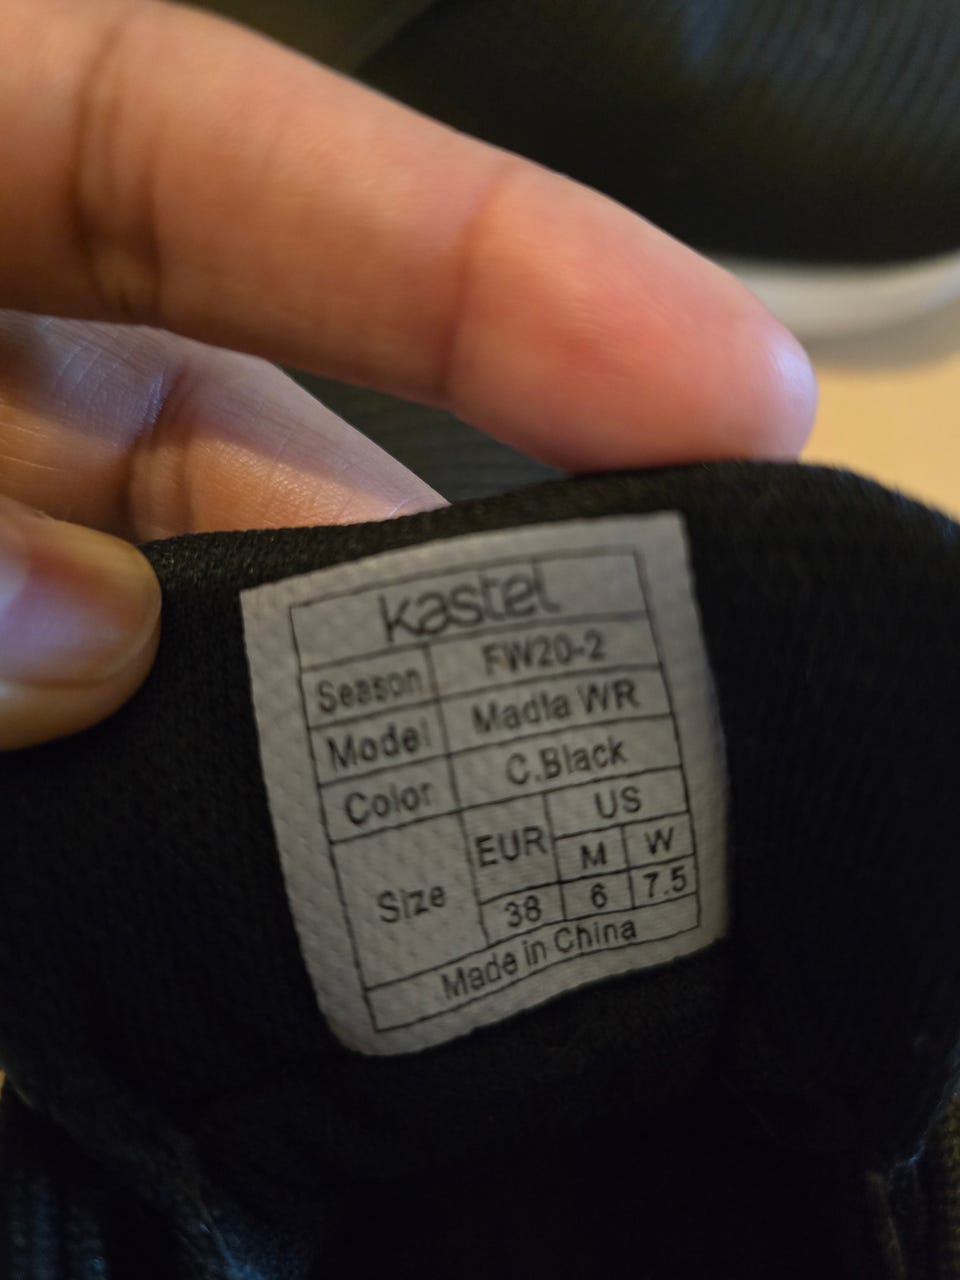 kastel
Season FW20-2
Model Madla WR
Color C.Black
Size EUR US
M W
38 6 7.5
Made in China